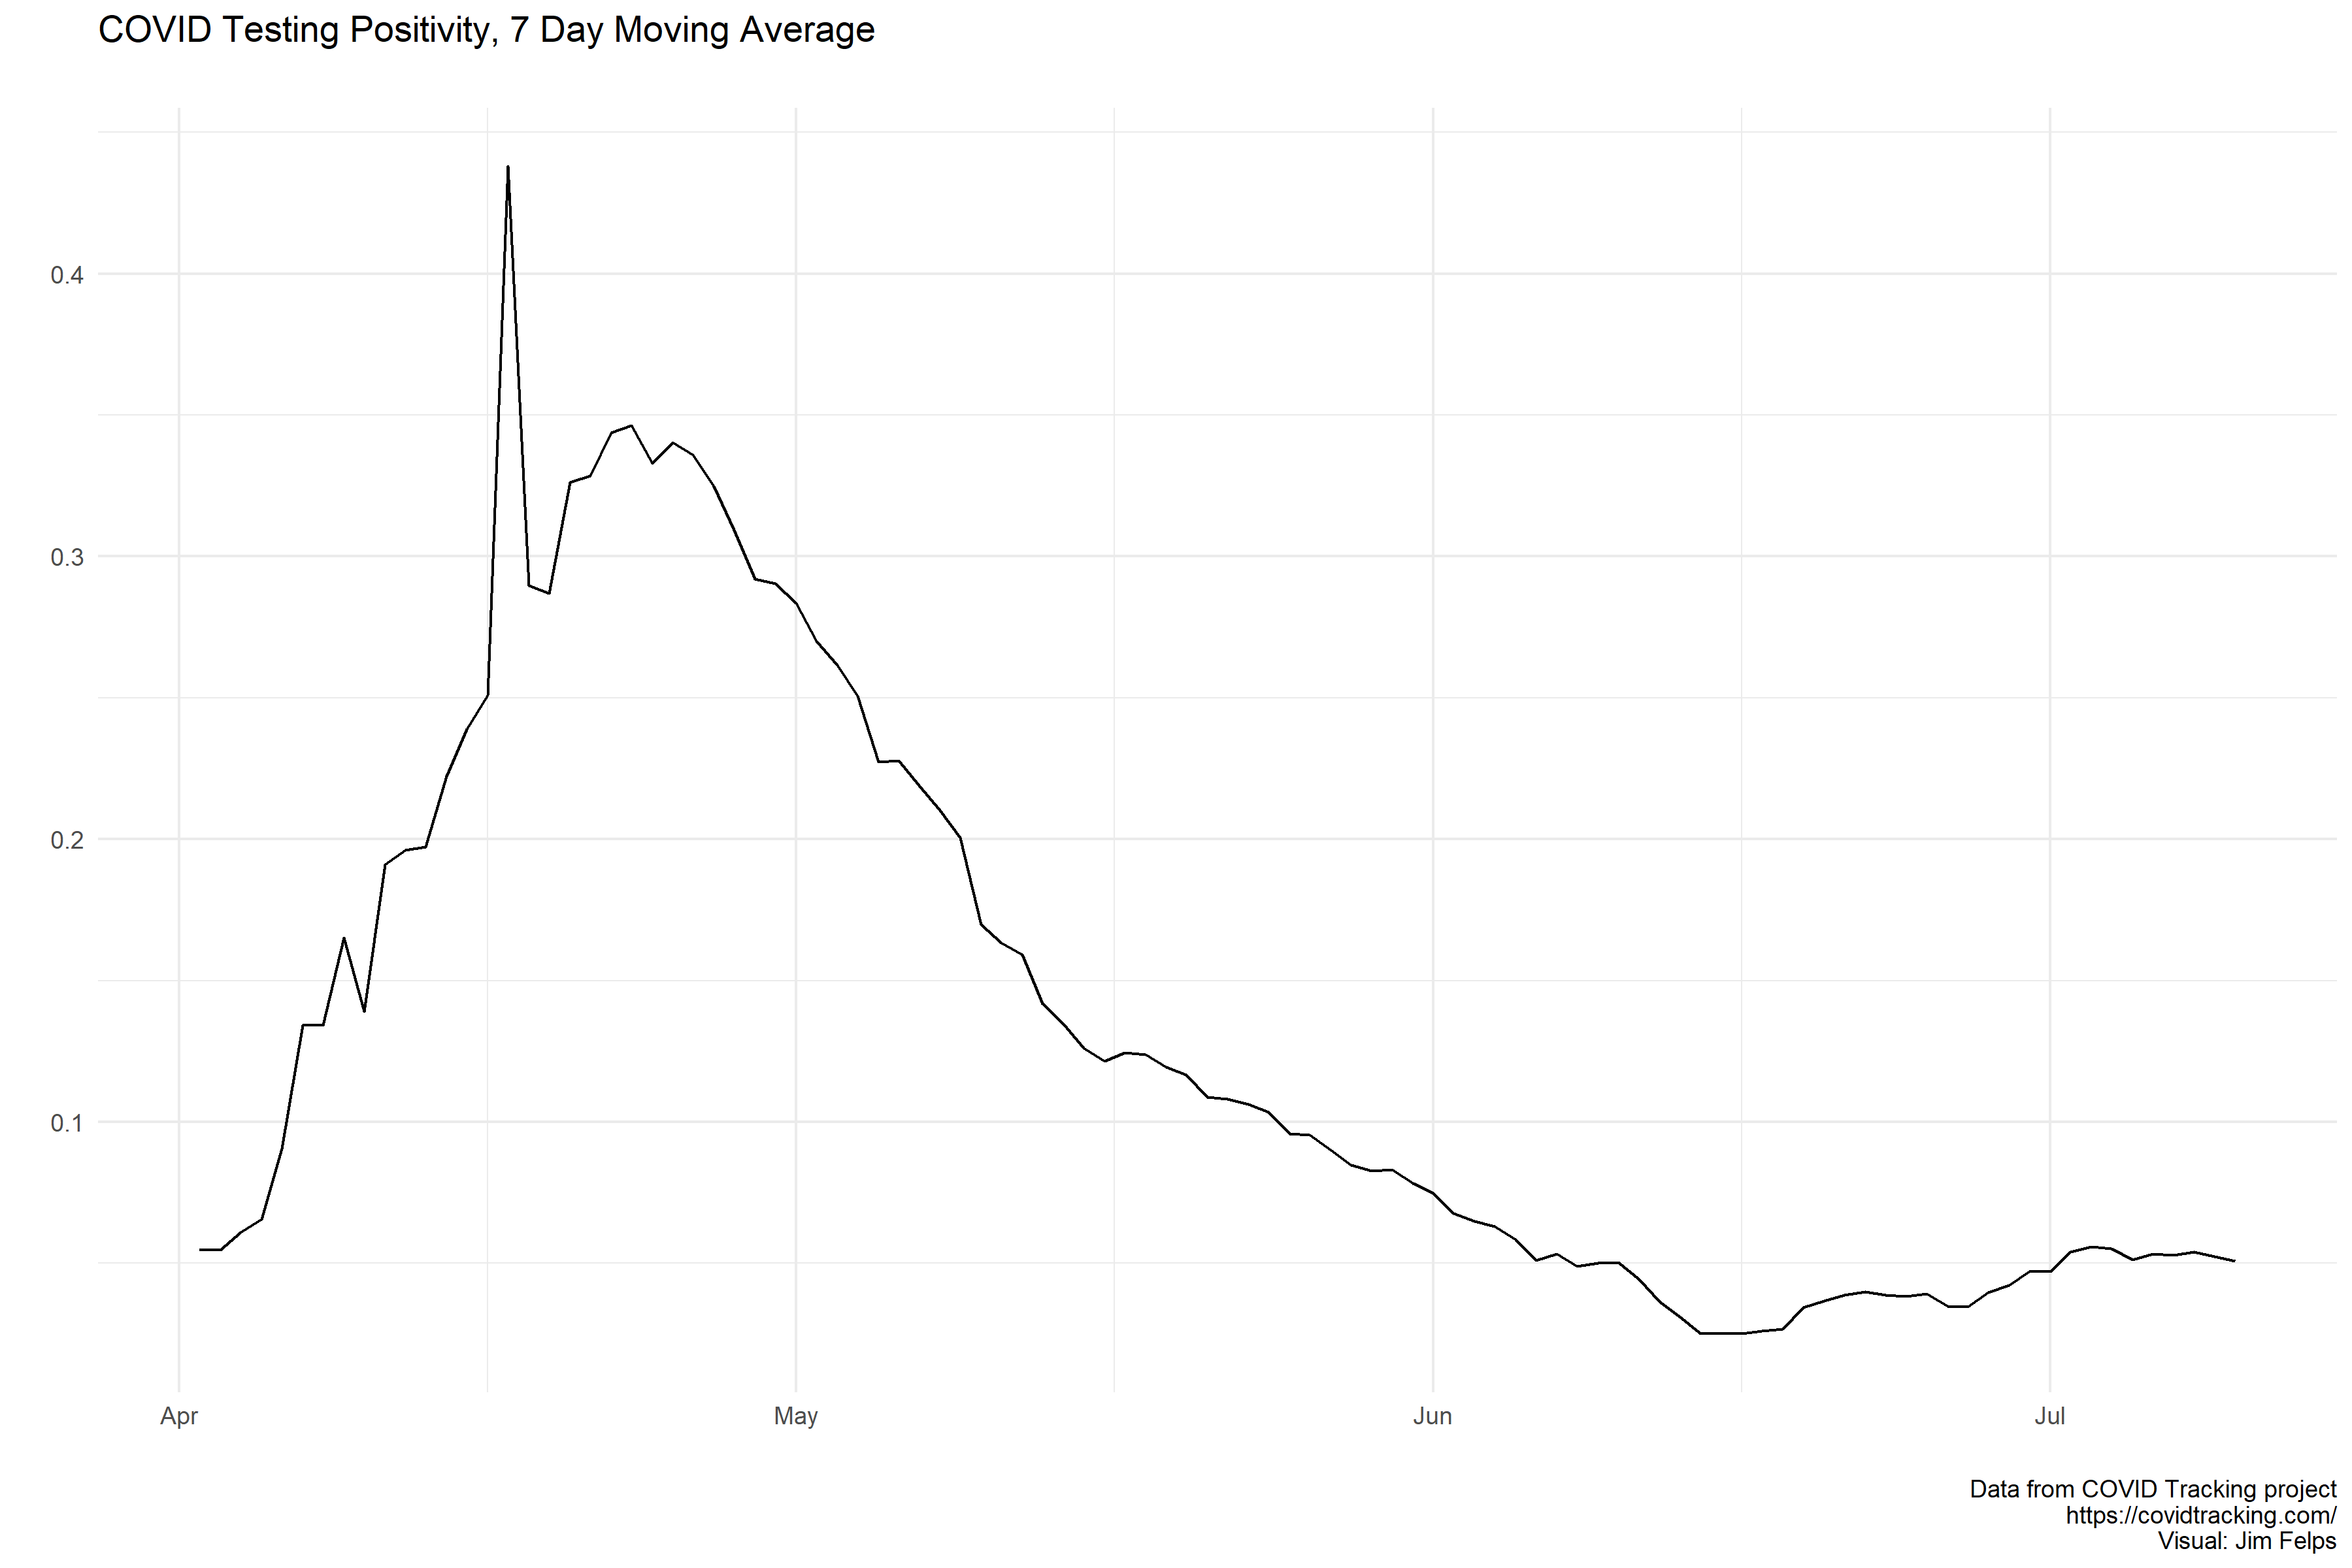 COVID Testing Positivity, 7 Day Moving Average
0.4
0.3
0.2
0.1
Apr May Jun Jul
Data from COVID Tracking project
https://covidtracking.com/
Visual: Jim Felps